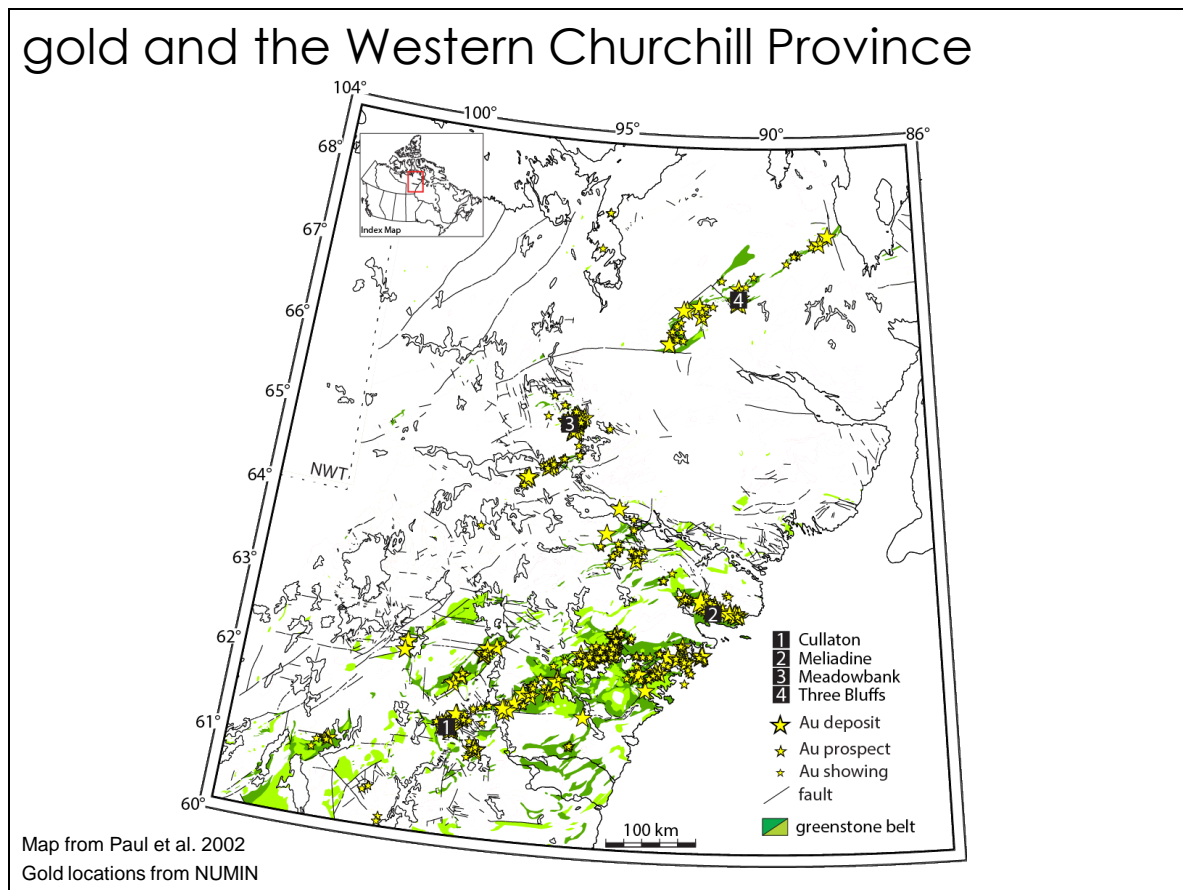 gold and the Western Churchill Province
104°
100°
95°
90°
86°
68°
67°
66°
65°
64°
63°
62°
61°
60°
Index Map
NWT
4
3
2
1
1 Cullaton
2 Meliadine
3 Meadowbank
4 Three Bluffs
Au deposit
Au prospect
Au showing
fault
greenstone belt
100 km
Map from Paul et al. 2002
Gold locations from NUMIN